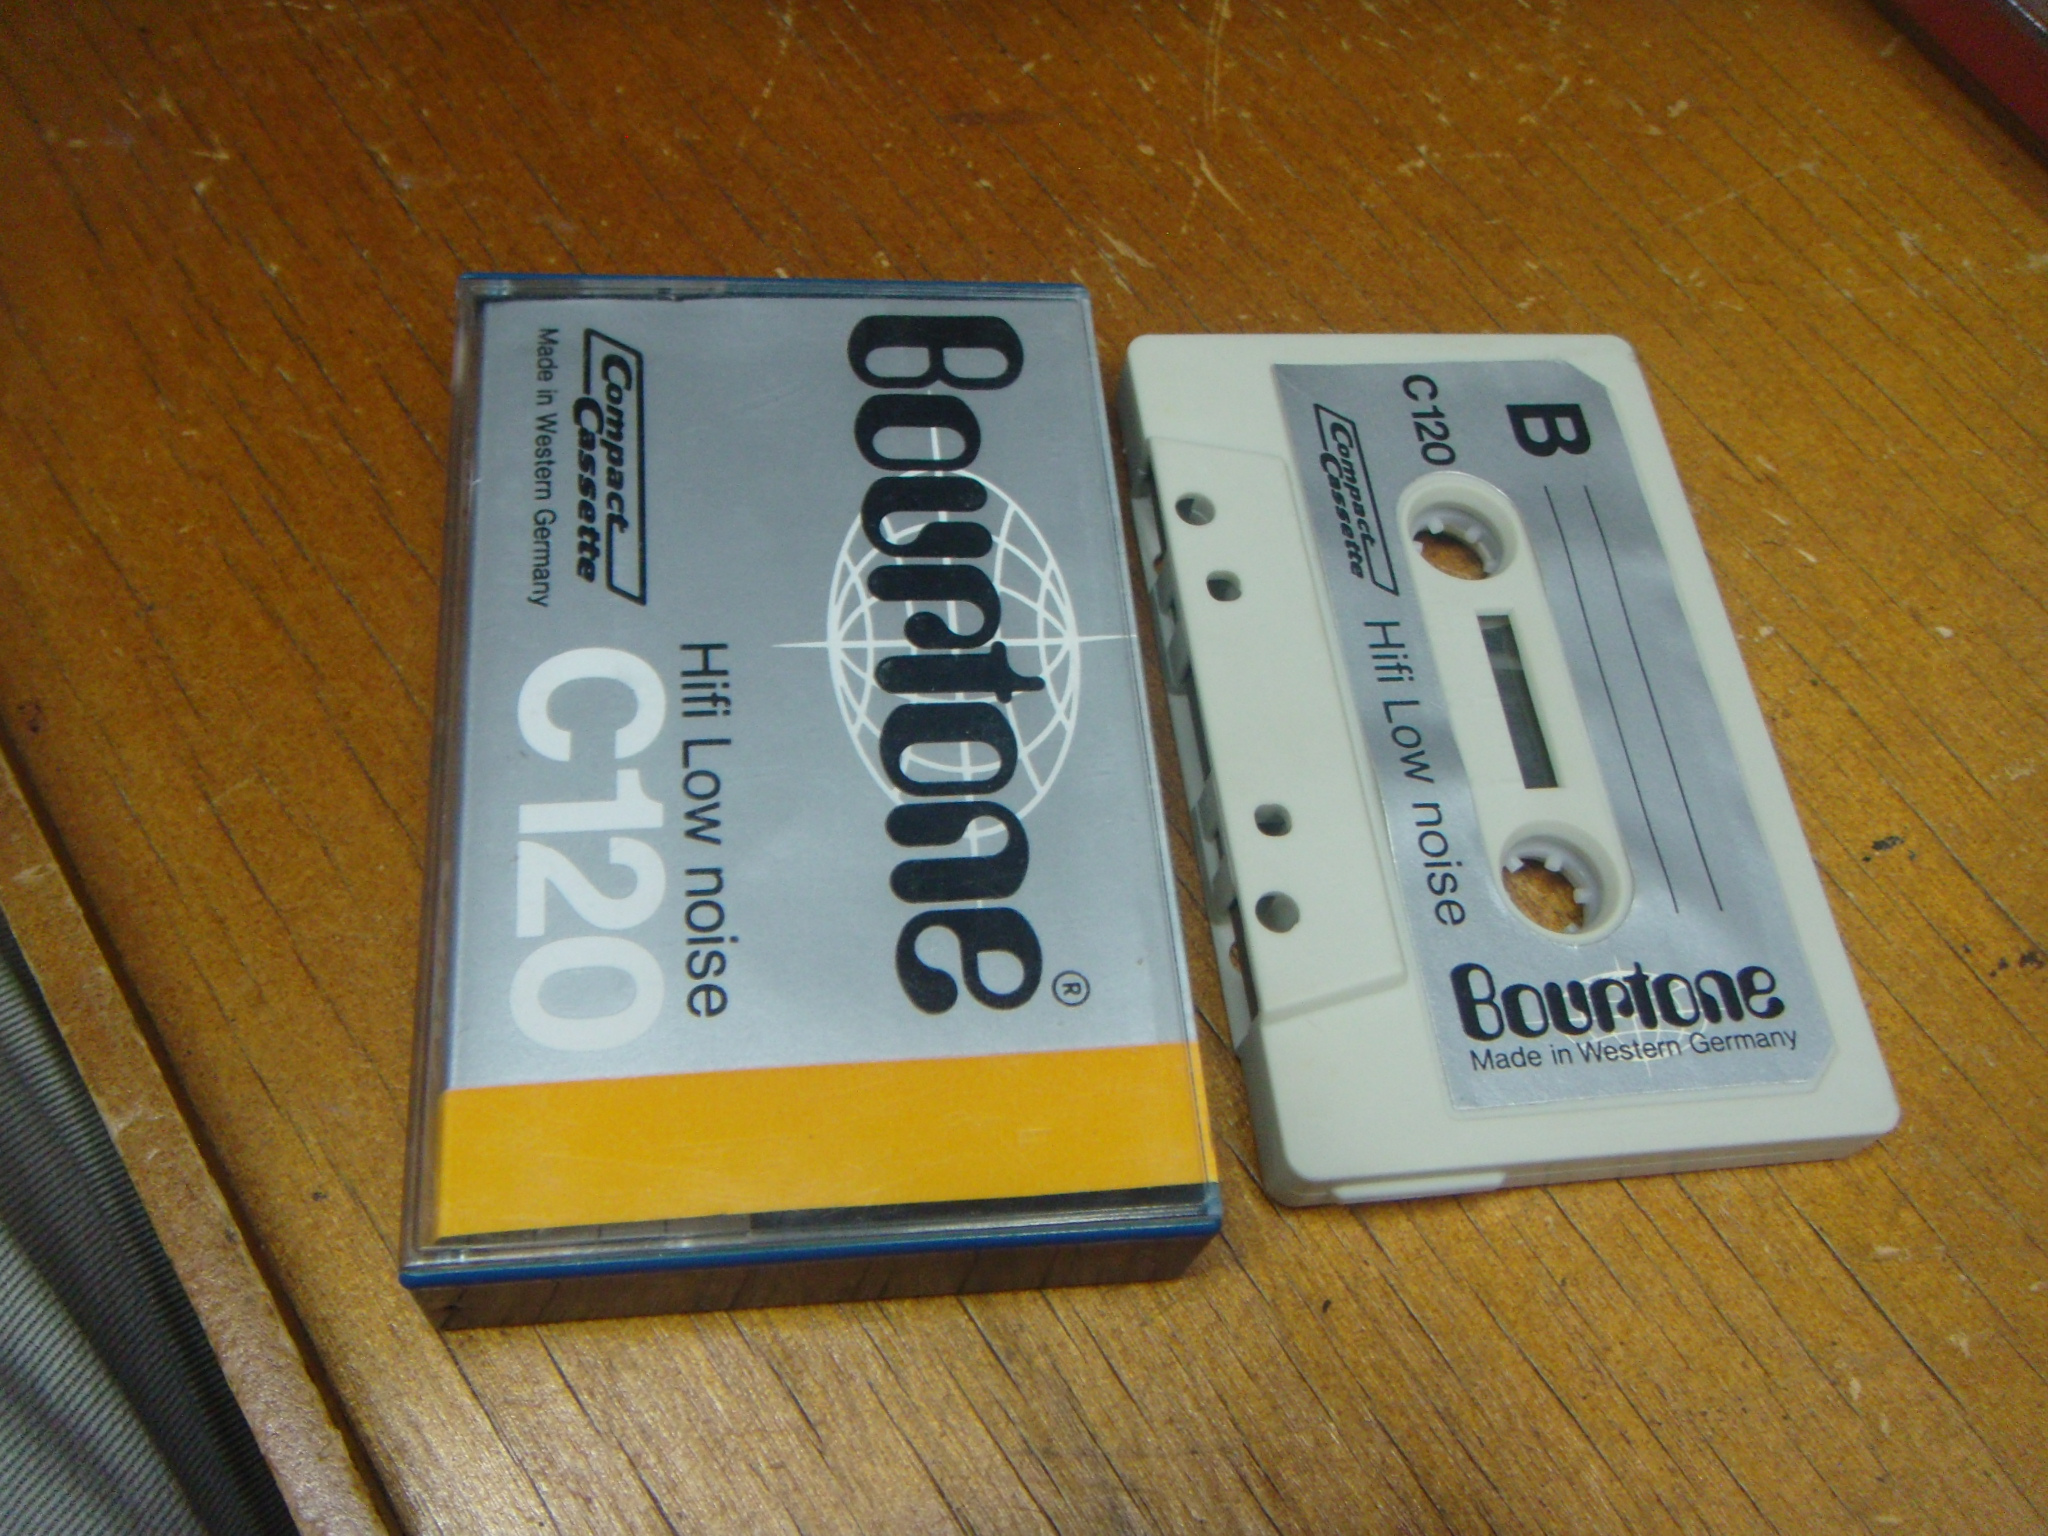 Bourtone®
Hifi Low noise
Compact
Cassette
Made in Western Germany
C120
B
C120
Compact
Cassette
Hifi Low noise
Bourtone
Made in Western Germany